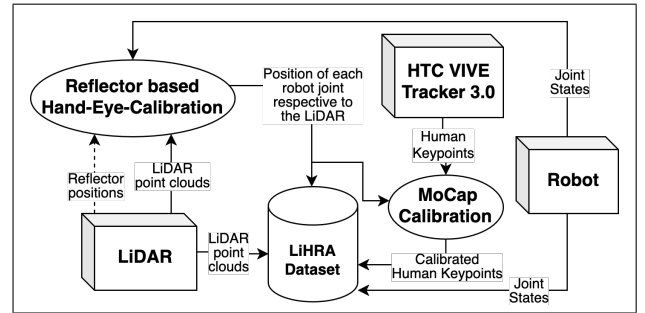 Reflector based
Hand-Eye-Calibration
Position of each
robot joint
respective to
the LiDAR
HTC VIVE
Tracker 3.0
Joint
States
Human
Keypoints
Robot
Reflector
positions
LiDAR
point clouds
MoCap
Calibration
LiDAR
LiDAR
point
clouds
LiHRA
Dataset
Calibrated
Human Keypoints
Joint
States